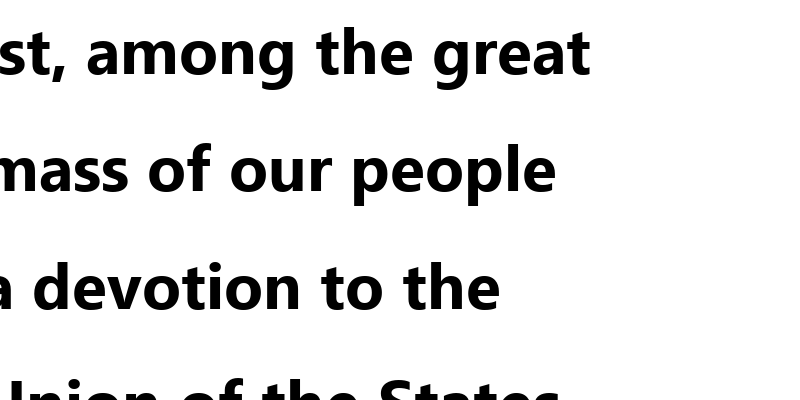 st, among the great
mass of our people
a devotion to the
Union of the States